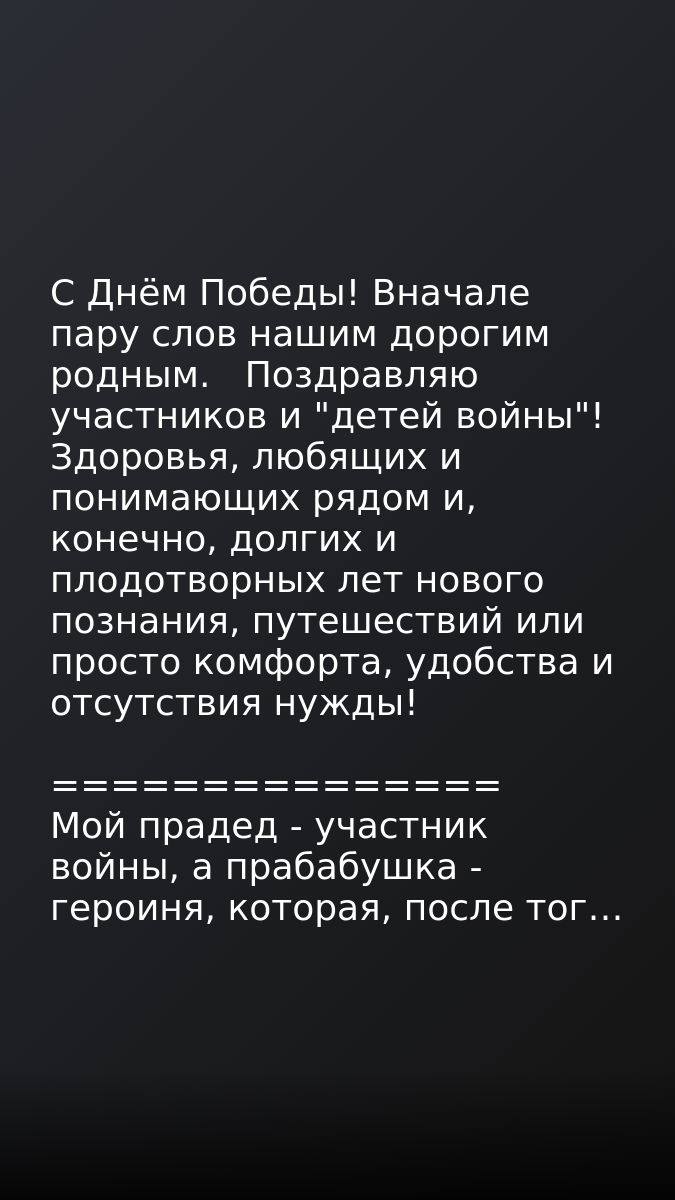 С Днём Победы! Вначале
пару слов нашим дорогим
родным.   Поздравляю
участников и "детей войны"!
Здоровья, любящих и
понимающих рядом и,
конечно, долгих и
плодотворных лет нового
познания, путешествий или
просто комфорта, удобства и
отсутствия нужды!

===============
Мой прадед - участник
войны, а прабабушка -
героиня, которая, после тог...